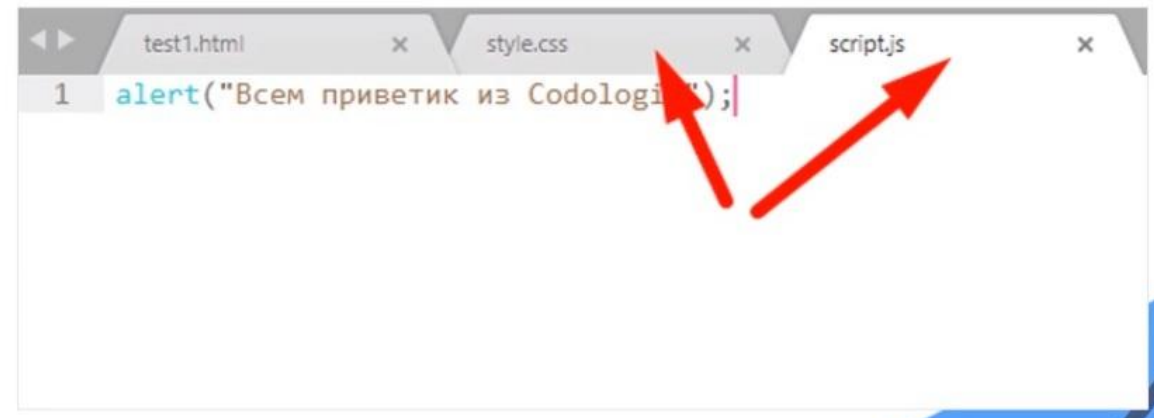 test1.html × style.css × script.js ×
1 alert("Всем приветик из Codologi");